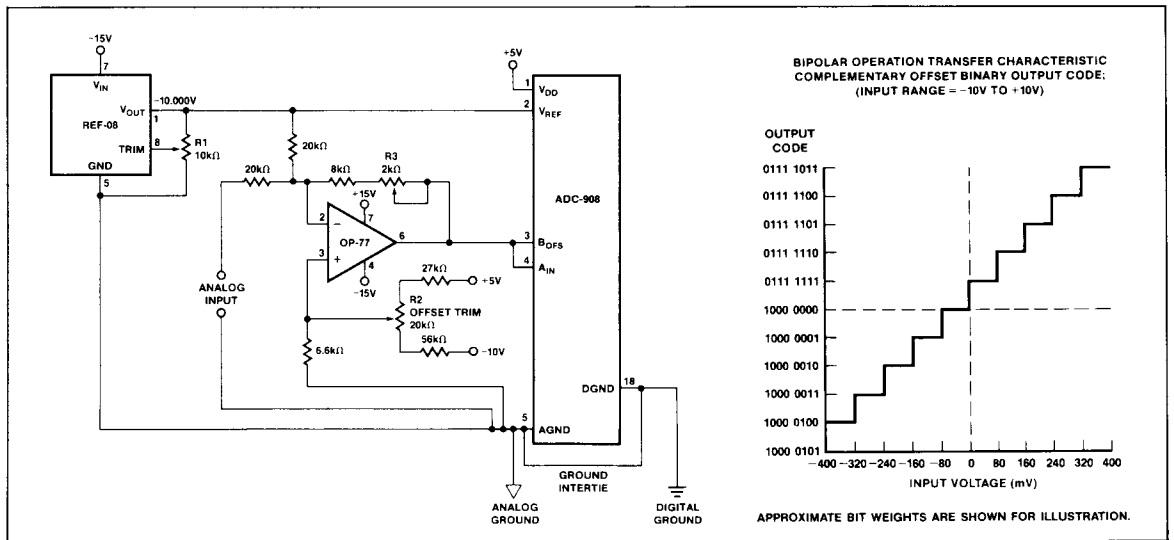 −15V
7
VIN
VOUT
−10.000V
1
REF-08
TRIM
8
R1
10kΩ
GND
5
20kΩ
20kΩ
8kΩ
R3
2kΩ
+15V
7
2
−
OP-77
6
3
+
4
−15V
ANALOG
INPUT
27kΩ
+5V
R2
OFFSET TRIM
20kΩ
56kΩ
−10V
6.6kΩ
+5V
1
VDD
2
VREF
ADC-908
3
BOFS
4
AIN
DGND
18
5
AGND
GROUND
INTERTIE
ANALOG
GROUND
DIGITAL
GROUND
BIPOLAR OPERATION TRANSFER CHARACTERISTIC
COMPLEMENTARY OFFSET BINARY OUTPUT CODE;
(INPUT RANGE = −10V TO +10V)
OUTPUT
CODE
0111 1011
0111 1100
0111 1101
0111 1110
0111 1111
1000 0000
1000 0001
1000 0010
1000 0011
1000 0100
1000 0101
−400 −320 −240 −160 −80 0 80 160 240 320 400
INPUT VOLTAGE (mV)
APPROXIMATE BIT WEIGHTS ARE SHOWN FOR ILLUSTRATION.